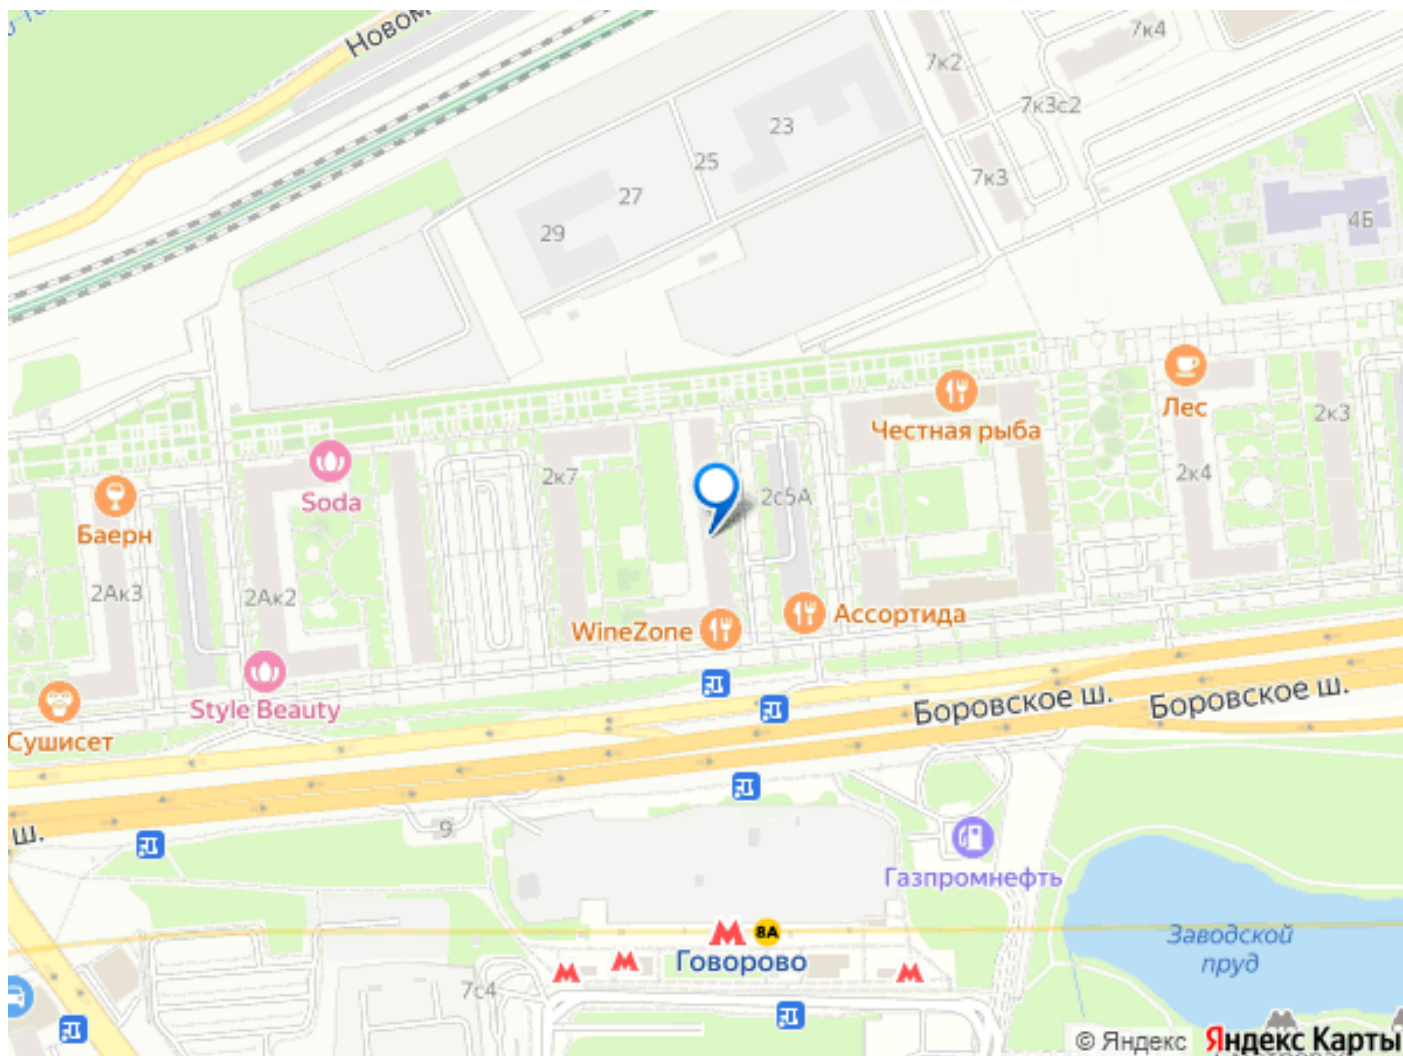 Новом
7к4
7к2
7к3с2
23
25
7к3
27
4Б
29
Лес
2к3
Честная рыба
2к7
2к4
Soda
2с5А
Баерн
2Ак3
2Ак2
WineZone
Ассортида
Style Beauty
Боровское ш.
Боровское ш.
Сушисет
ш.
9
Газпромнефть
8А
Говорово
Заводской
пруд
7с4
© Яндекс Яндекс Карты